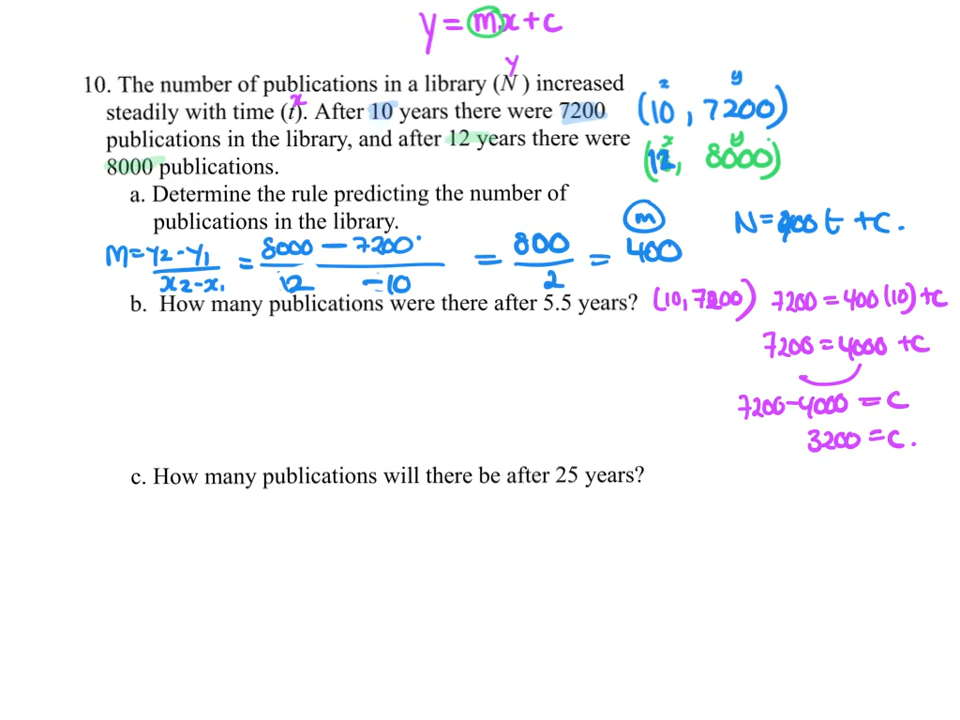 y = mx + c
y
10. The number of publications in a library (N) increased
x
steadily with time (t). After 10 years there were 7200
publications in the library, and after 12 years there were
8000 publications.
x y
(10, 7200)
x y
(12, 8000)
a. Determine the rule predicting the number of
publications in the library.
m
N = 400t + c.
M = y2 - y1 / x2 - x1 = 8000 - 7200 / 12 - 10 = 800 / 2 = 400
b. How many publications were there after 5.5 years?
(10, 7200) 7200 = 400(10) + c
7200 = 4000 + c
7200 - 4000 = c
3200 = c.
c. How many publications will there be after 25 years?